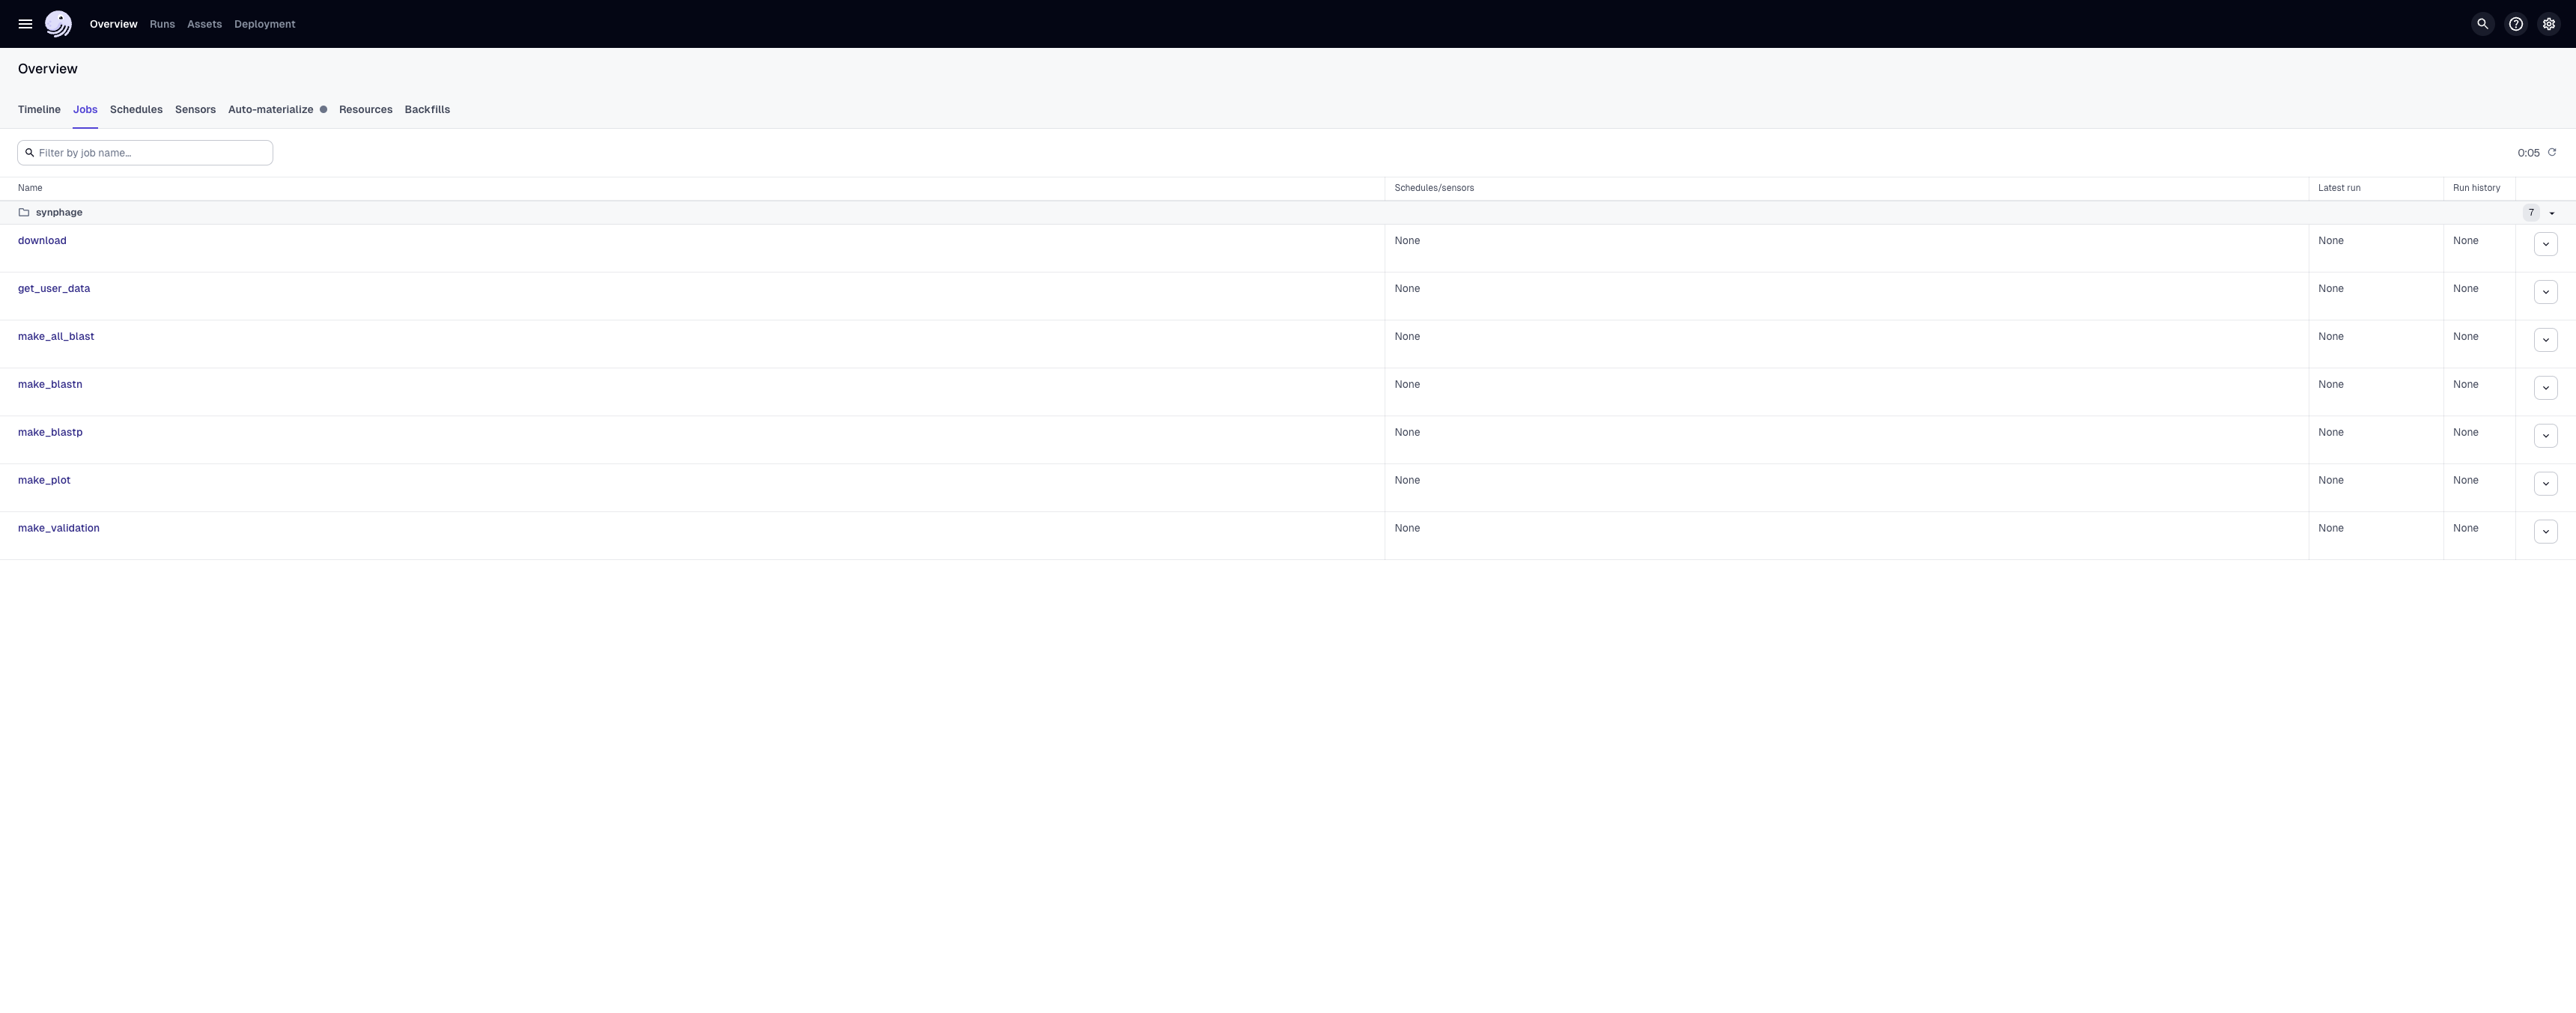 Overview Runs Assets Deployment
Overview
Timeline Jobs Schedules Sensors Auto-materialize Resources Backfills
Filter by job name... 0:05
Name Schedules/sensors Latest run Run history
synphage 7
download None None None
get_user_data None None None
make_all_blast None None None
make_blastn None None None
make_blastp None None None
make_plot None None None
make_validation None None None